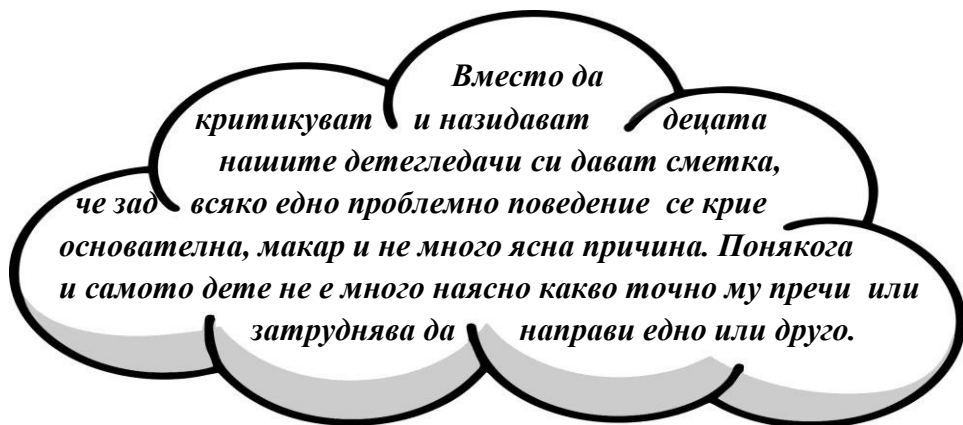 Вместо да
критикуват и назидават децата
нашите детегледачи си дават сметка,
че зад всяко едно проблемно поведение се крие
основателна, макар и не много ясна причина. Понякога
и самото дете не е много наясно какво точно му пречи или
затруднява да направи едно или друго.